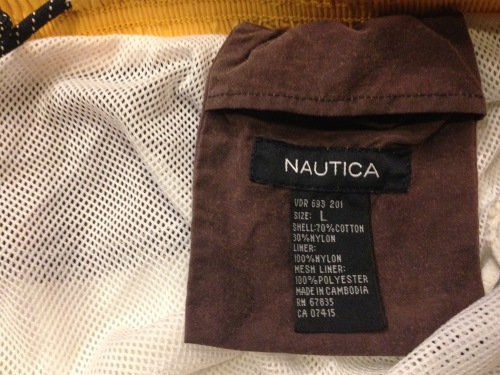 NAUTICA
VDR 693 201
SIZE: L
SHELL:70%COTTON
30%NYLON
LINER:
100%NYLON
MESH LINER:
100%POLYESTER
MADE IN CAMBODIA
RN 67835
CA 07415